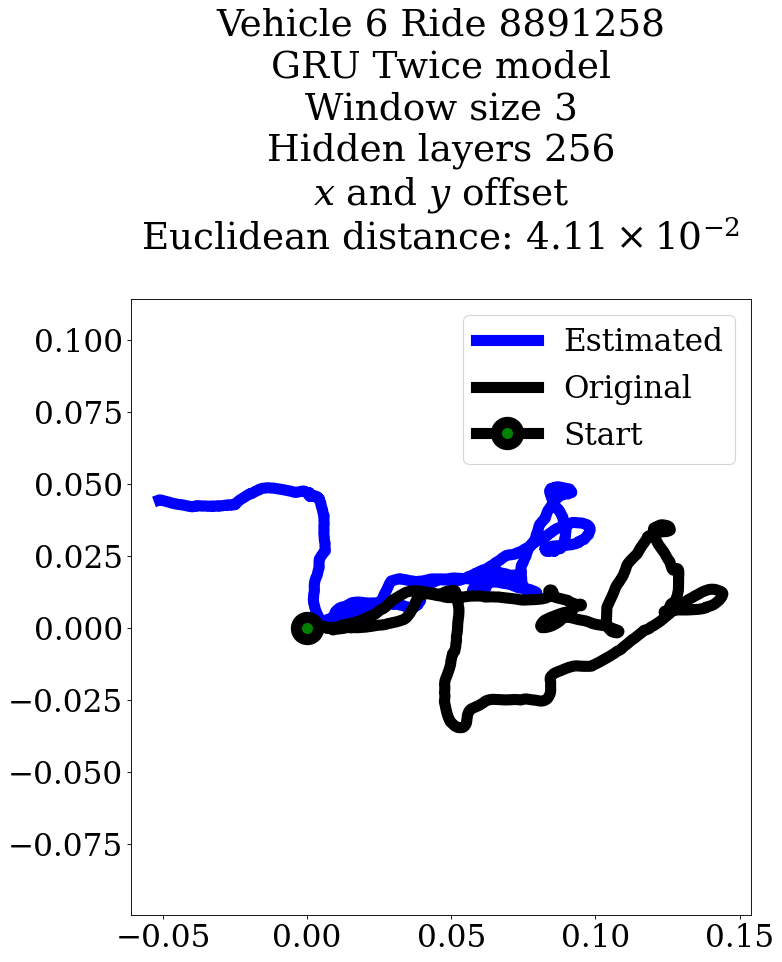 Vehicle 6 Ride 8891258
GRU Twice model
Window size 3
Hidden layers 256
x and y offset
Euclidean distance: 4.11 × 10⁻²
Estimated
Original
Start
0.100
0.075
0.050
0.025
0.000
−0.025
−0.050
−0.075
−0.05 0.00 0.05 0.10 0.15